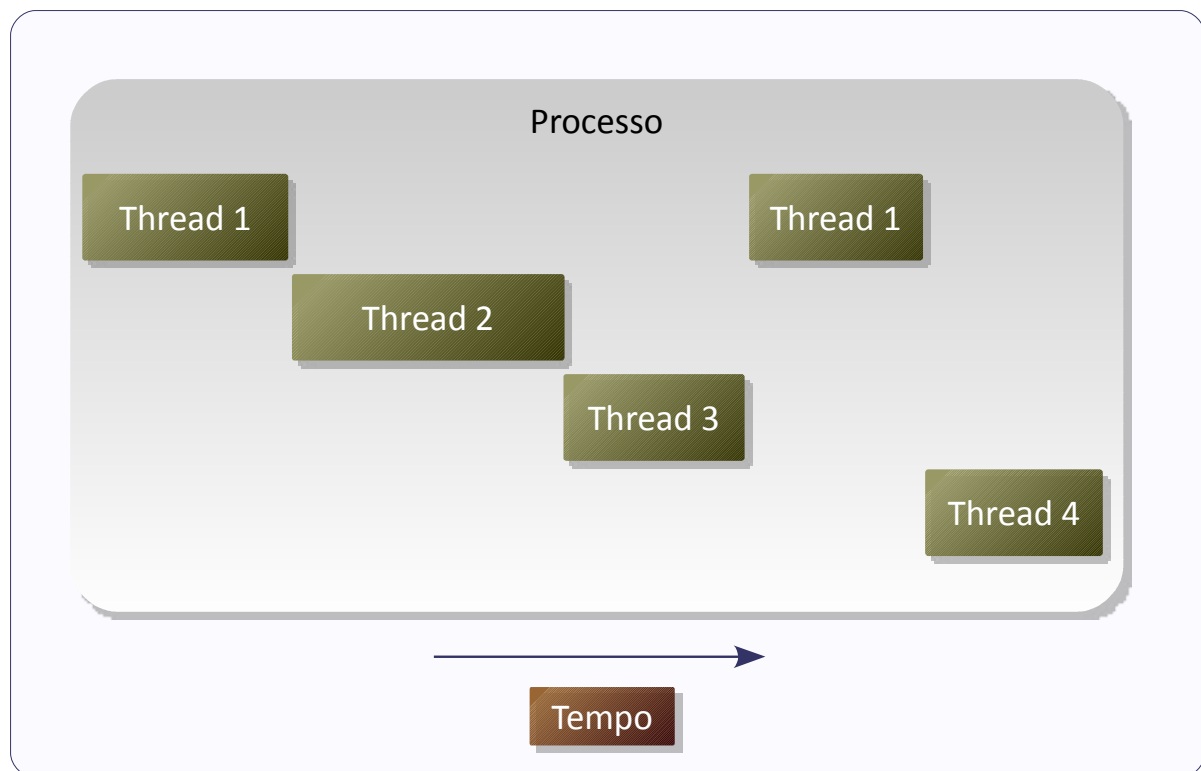 Processo
Thread 1
Thread 1
Thread 2
Thread 3
Thread 4
Tempo